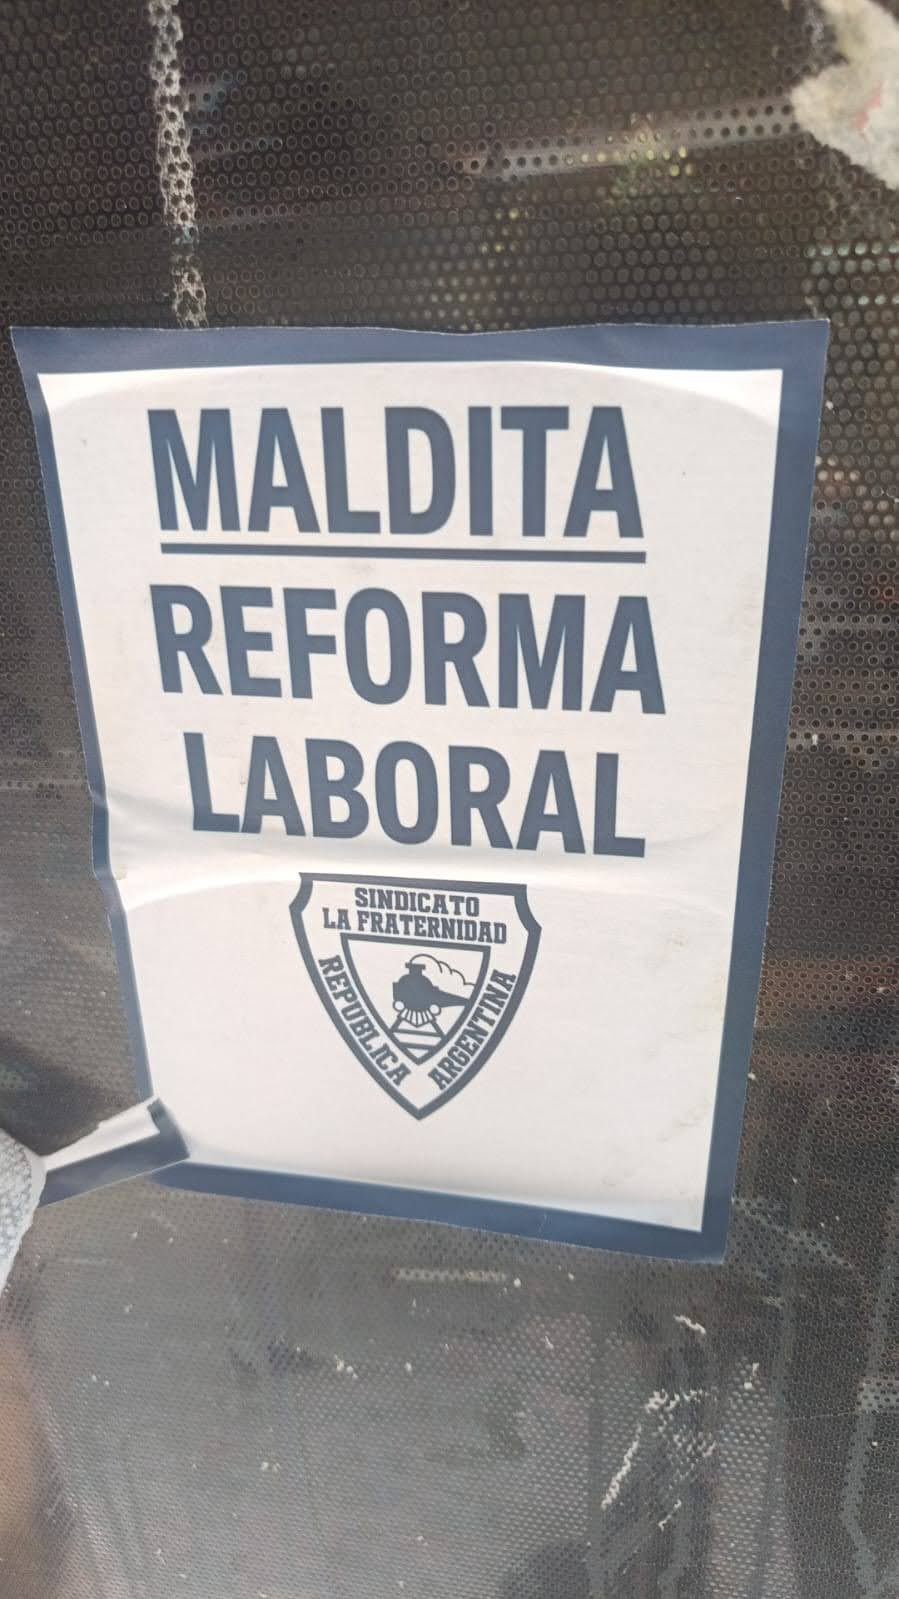 MALDITA
REFORMA
LABORAL
SINDICATO
LA FRATERNIDAD
REPUBLICA
ARGENTINA